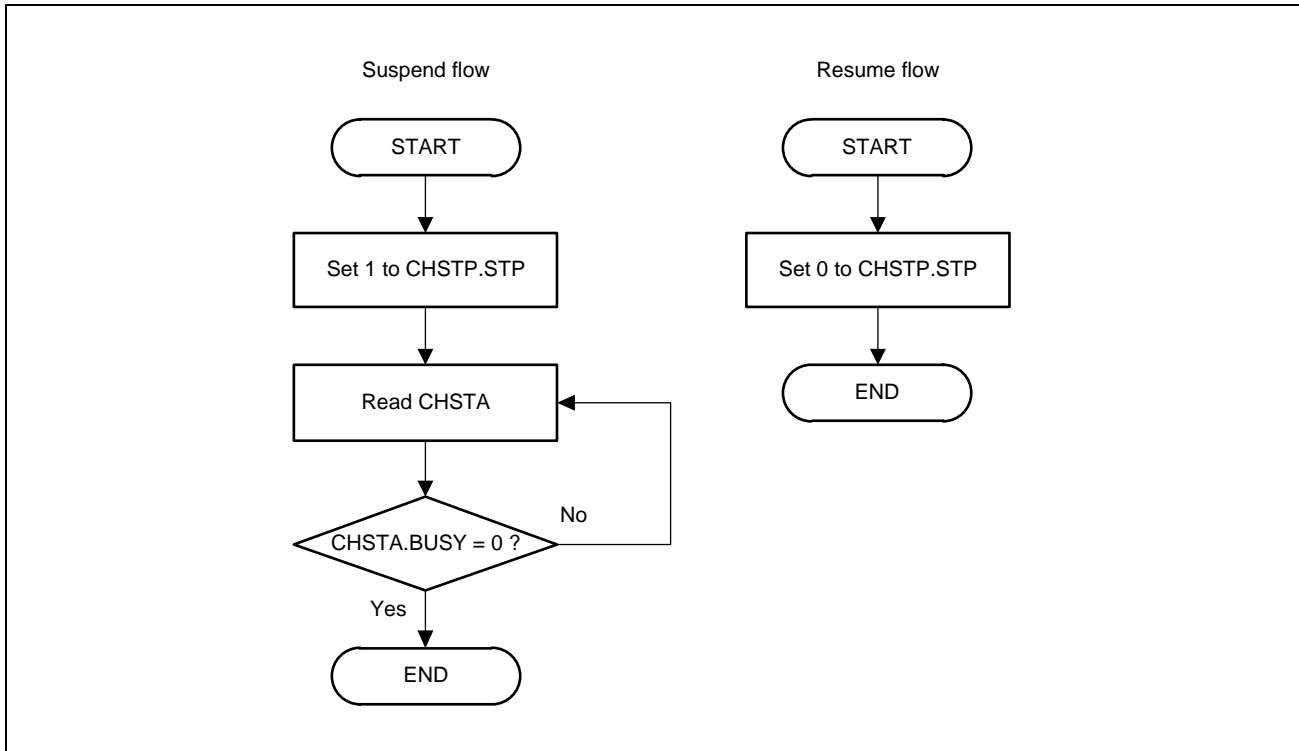 Suspend flow
START
Set 1 to CHSTP.STP
Read CHSTA
CHSTA.BUSY = 0 ?
No
Yes
END
Resume flow
START
Set 0 to CHSTP.STP
END